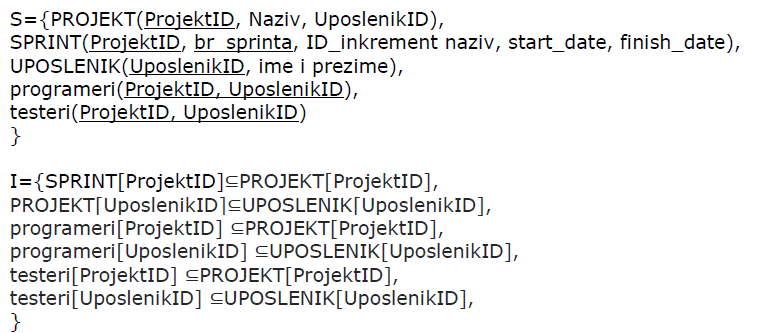 S={PROJEKT(ProjektID, Naziv, UposlenikID),
SPRINT(ProjektID, br_sprinta, ID_inkrement naziv, start_date, finish_date),
UPOSLENIK(UposlenikID, ime i prezime),
programeri(ProjektID, UposlenikID),
testeri(ProjektID, UposlenikID)
}
I={SPRINT[ProjektID]⊆PROJEKT[ProjektID],
PROJEKT[UposlenikID]⊆UPOSLENIK[UposlenikID],
programeri[ProjektID] ⊆PROJEKT[ProjektID],
programeri[UposlenikID] ⊆UPOSLENIK[UposlenikID],
testeri[ProjektID] ⊆PROJEKT[ProjektID],
testeri[UposlenikID] ⊆UPOSLENIK[UposlenikID],
}